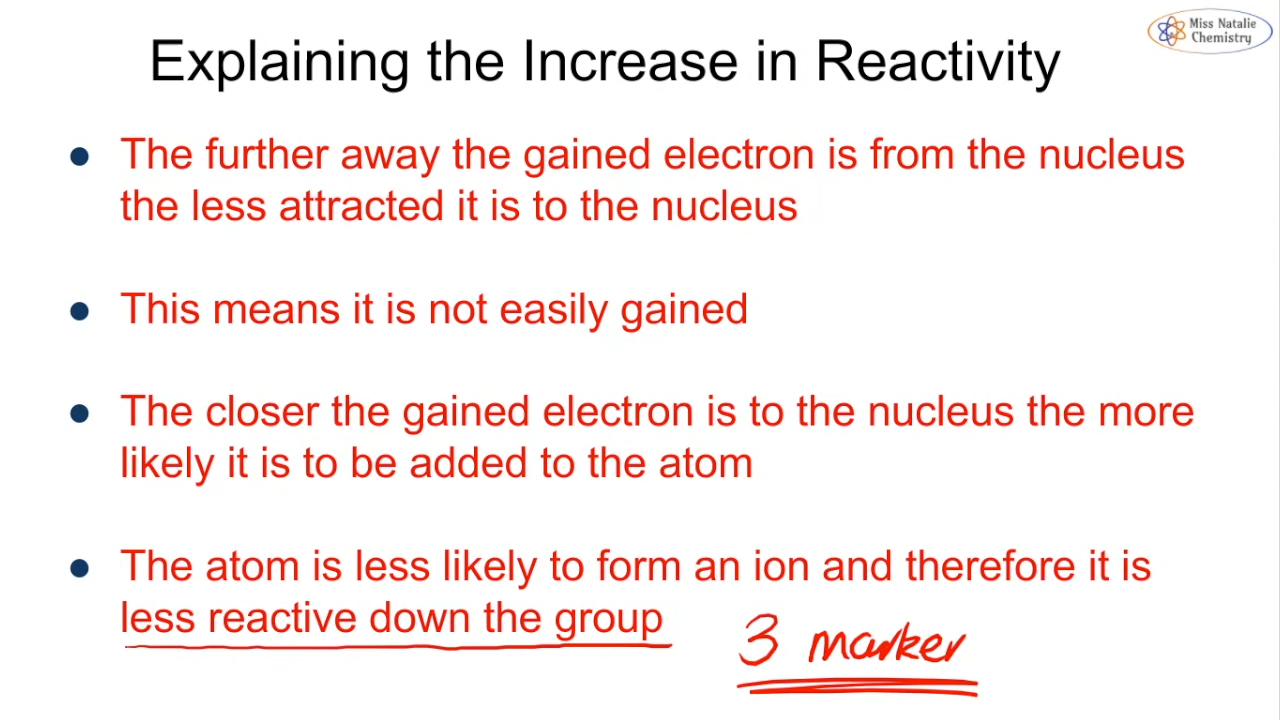 Miss Natalie
Chemistry
Explaining the Increase in Reactivity
● The further away the gained electron is from the nucleus
the less attracted it is to the nucleus
● This means it is not easily gained
● The closer the gained electron is to the nucleus the more
likely it is to be added to the atom
● The atom is less likely to form an ion and therefore it is
less reactive down the group
3 marker